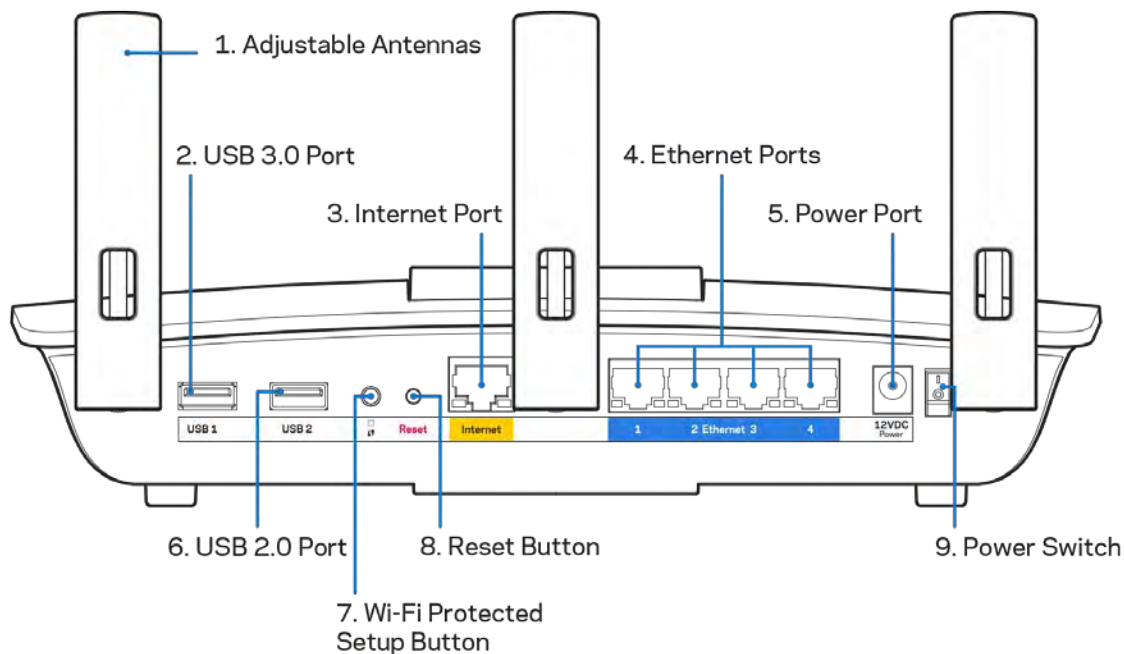 1. Adjustable Antennas
2. USB 3.0 Port
4. Ethernet Ports
3. Internet Port
5. Power Port
USB 1
USB 2
Reset
Internet
1
2 Ethernet 3
4
12VDC
Power
6. USB 2.0 Port
8. Reset Button
9. Power Switch
7. Wi-Fi Protected
Setup Button